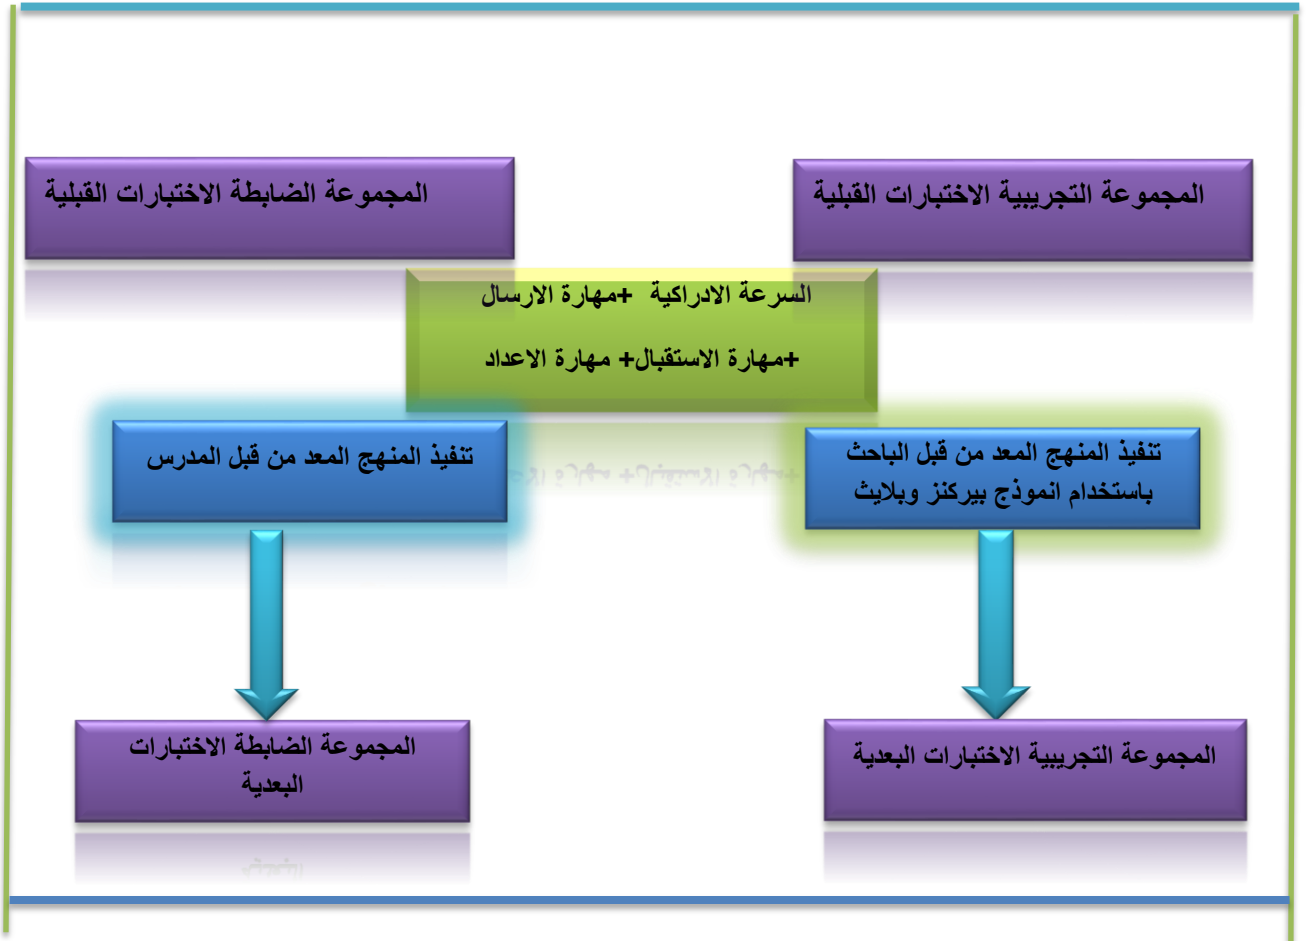 المجموعة التجريبية الاختبارات القبلية
المجموعة الضابطة الاختبارات القبلية
السرعة الادراكية +مهارة الارسال
+مهارة الاستقبال+ مهارة الاعداد
تنفيذ المنهج المعد من قبل الباحث
باستخدام انموذج بيركنز وبلايث
تنفيذ المنهج المعد من قبل المدرس
المجموعة التجريبية الاختبارات البعدية
المجموعة الضابطة الاختبارات
البعدية